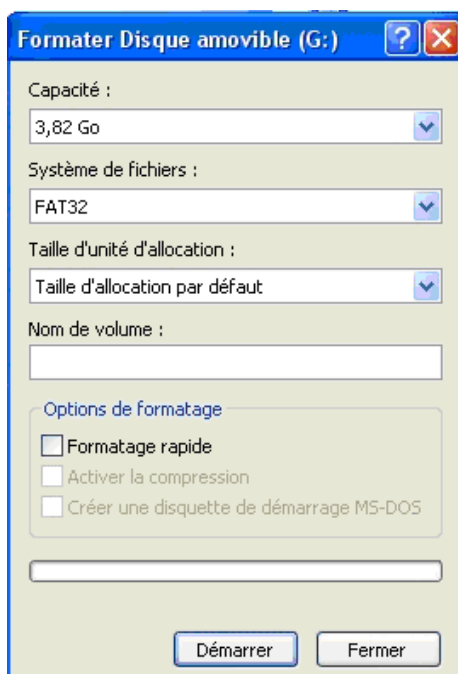 Formater Disque amovible (G:)
Capacité :
3,82 Go
Système de fichiers :
FAT32
Taille d'unité d'allocation :
Taille d'allocation par défaut
Nom de volume :
Options de formatage
Formatage rapide
Activer la compression
Créer une disquette de démarrage MS-DOS
Démarrer
Fermer